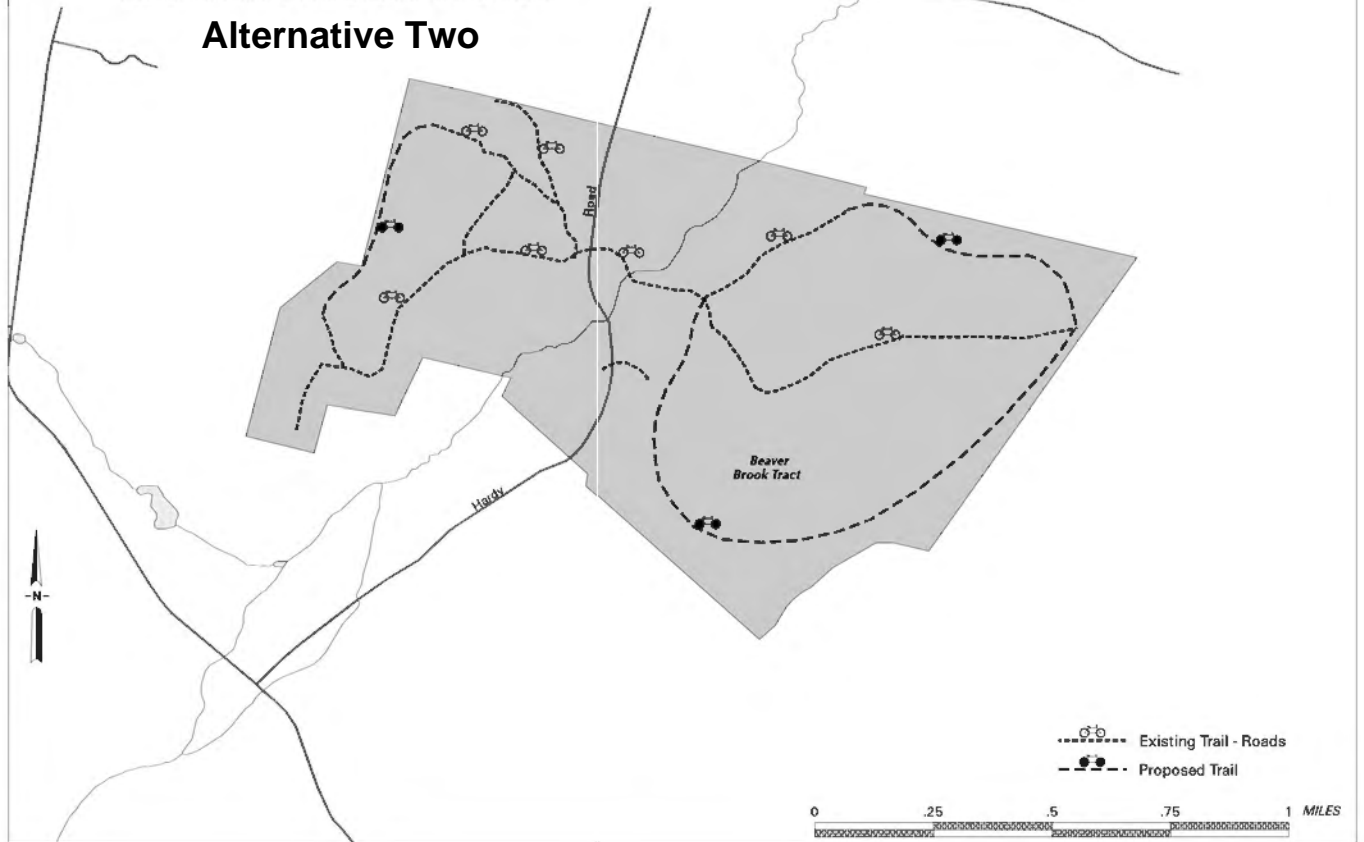 Alternative Two
Road
Beaver
Brook Tract
Hardy
-N-
Existing Trail - Roads
Proposed Trail
0 .25 .5 .75 1 MILES